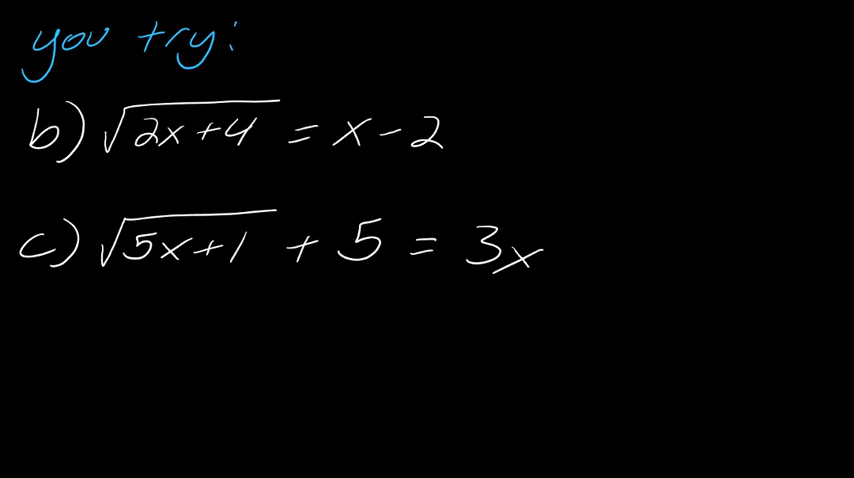 you try:
b) √(2x+4) = x - 2
c) √(5x+1) + 5 = 3x